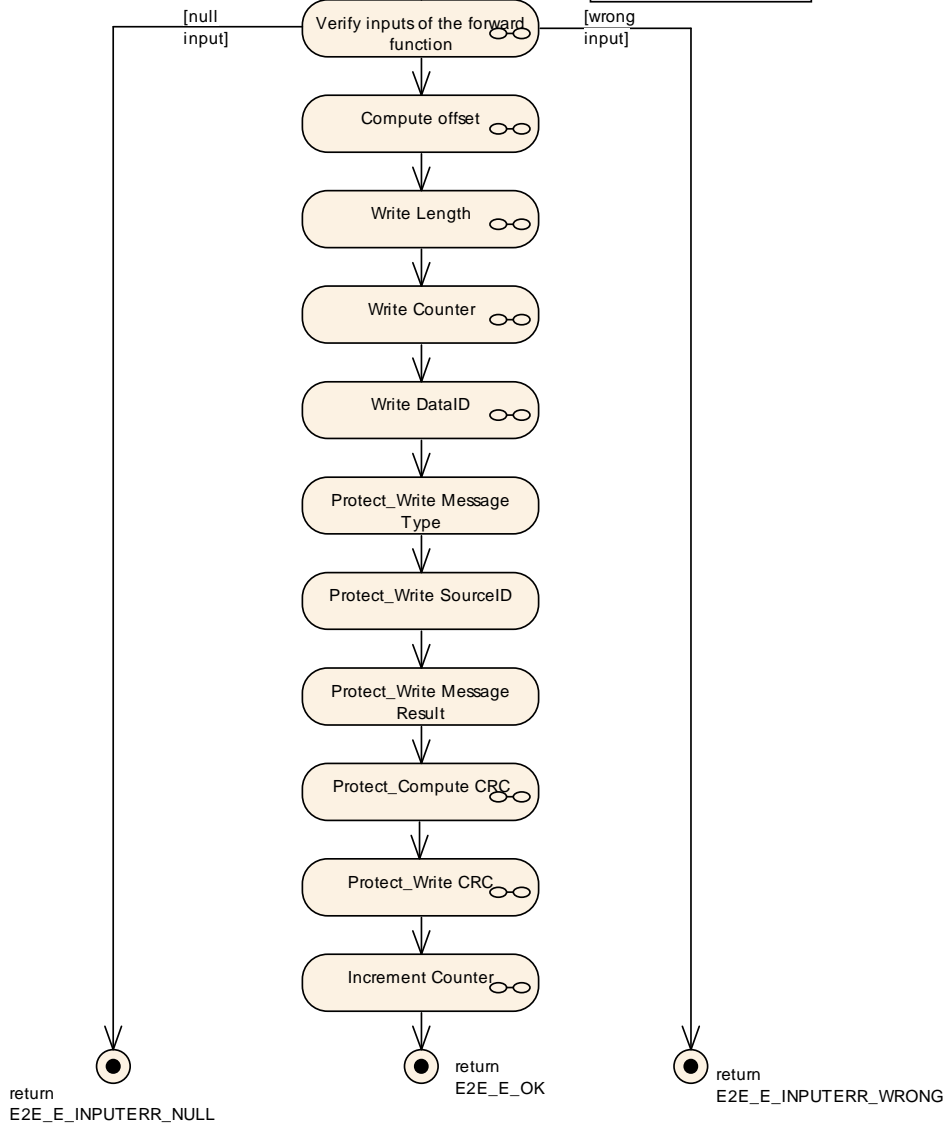 [null
input]
Verify inputs of the forward
function
[wrong
input]
Compute offset
Write Length
Write Counter
Write DataID
Protect_Write Message
Type
Protect_Write SourceID
Protect_Write Message
Result
Protect_Compute CRC
Protect_Write CRC
Increment Counter
return
E2E_E_INPUTERR_NULL
return
E2E_E_OK
return
E2E_E_INPUTERR_WRONG